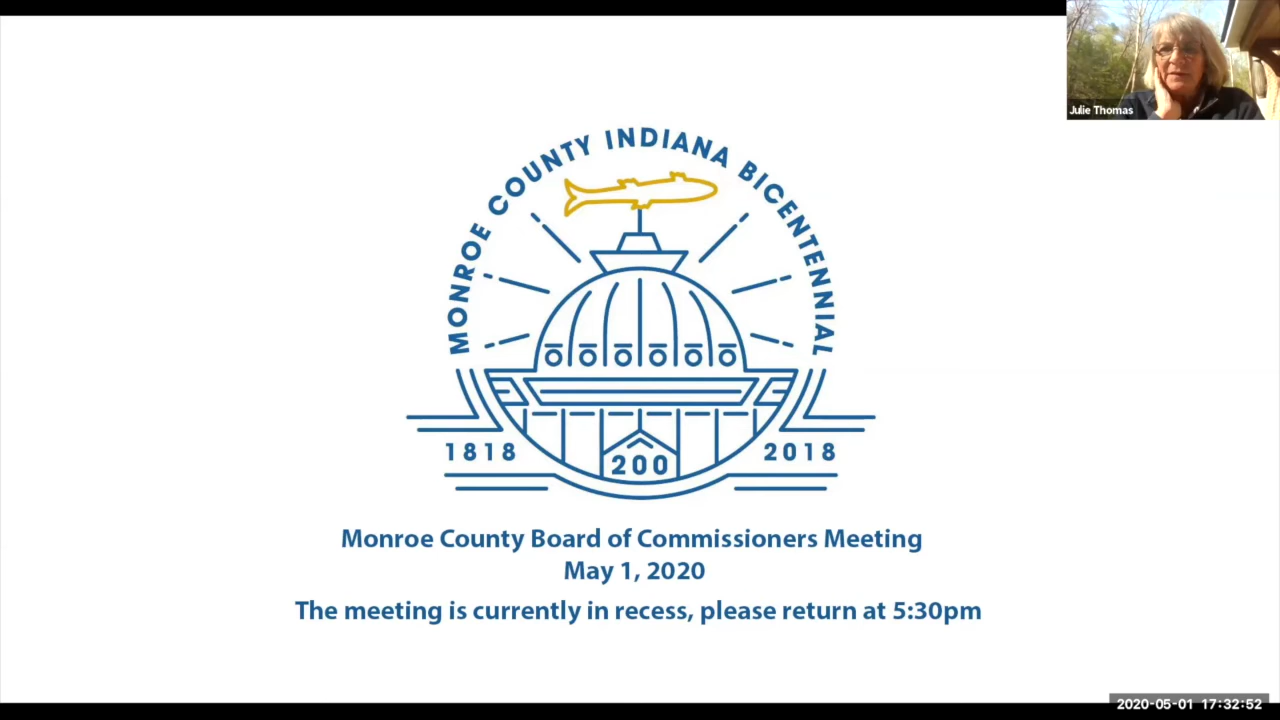 Julie Thomas
MONROE COUNTY INDIANA BICENTENNIAL
1818
200
2018
Monroe County Board of Commissioners Meeting
May 1, 2020
The meeting is currently in recess, please return at 5:30pm
2020-05-01 17:32:52